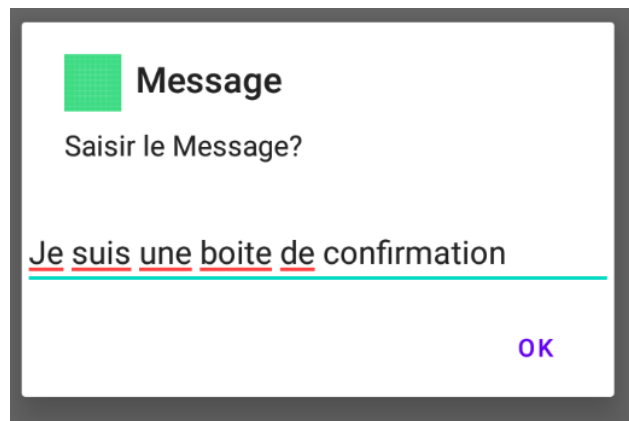 Message
Saisir le Message?
Je suis une boite de confirmation
OK